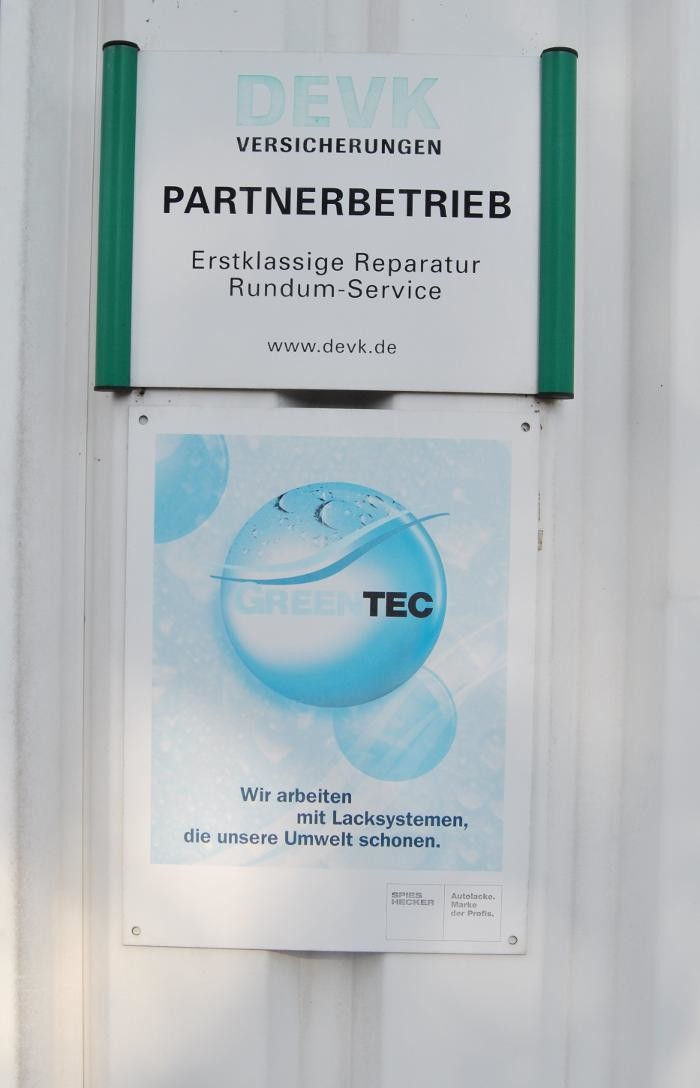 DEVK
VERSICHERUNGEN
PARTNERBETRIEB
Erstklassige Reparatur
Rundum-Service
www.devk.de
GREENTEC
Wir arbeiten
mit Lacksystemen,
die unsere Umwelt schonen.
SPIES
HECKER
Autolacke.
Marke
der Profis.